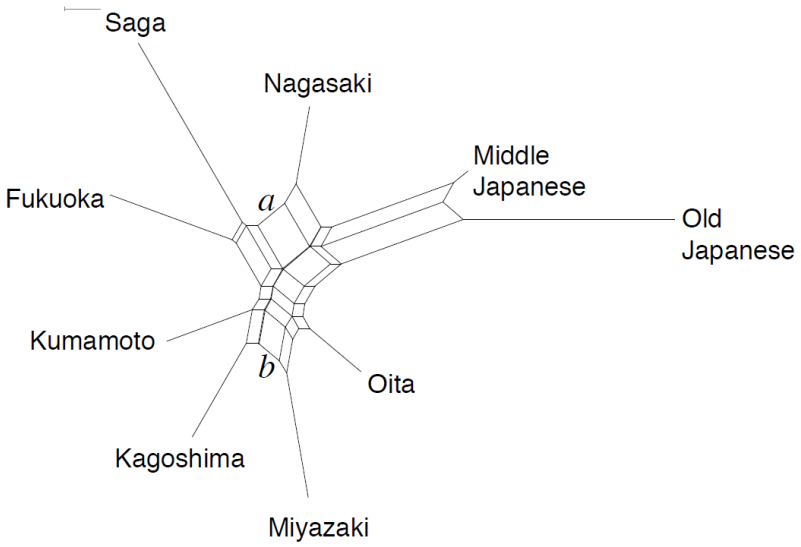 Saga
Nagasaki
Middle
Japanese
Fukuoka
a
Old
Japanese
Kumamoto
b
Oita
Kagoshima
Miyazaki